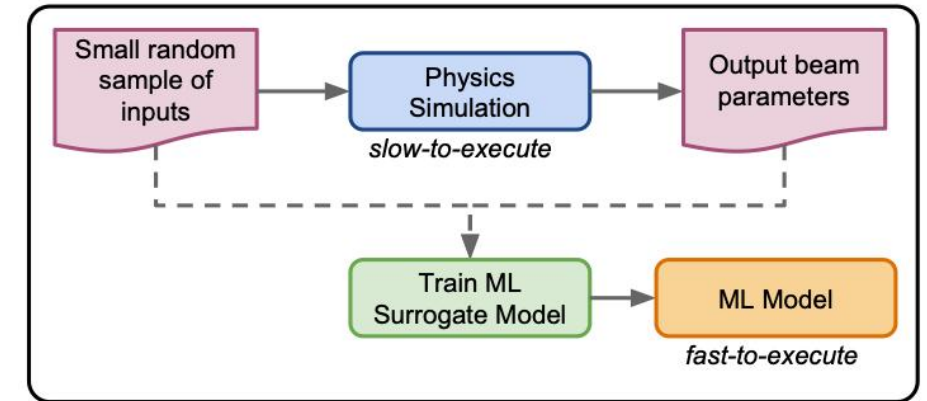 Small random
sample of
inputs
Physics
Simulation
slow-to-execute
Output beam
parameters
Train ML
Surrogate Model
ML Model
fast-to-execute